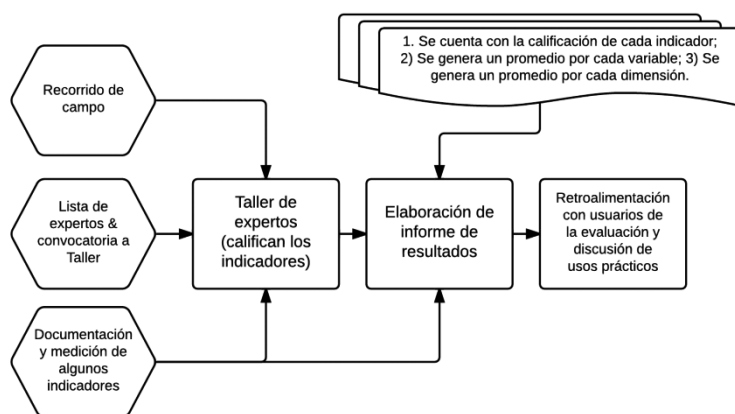 1. Se cuenta con la calificación de cada indicador;
2) Se genera un promedio por cada variable; 3) Se
genera un promedio por cada dimensión.
Recorrido de
campo
Lista de
expertos &
convocatoria a
Taller
Taller de
expertos
(califican los
indicadores)
Elaboración de
informe de
resultados
Retroalimentación
con usuarios de
la evaluación y
discusión de
usos prácticos
Documentación
y medición de
algunos
indicadores